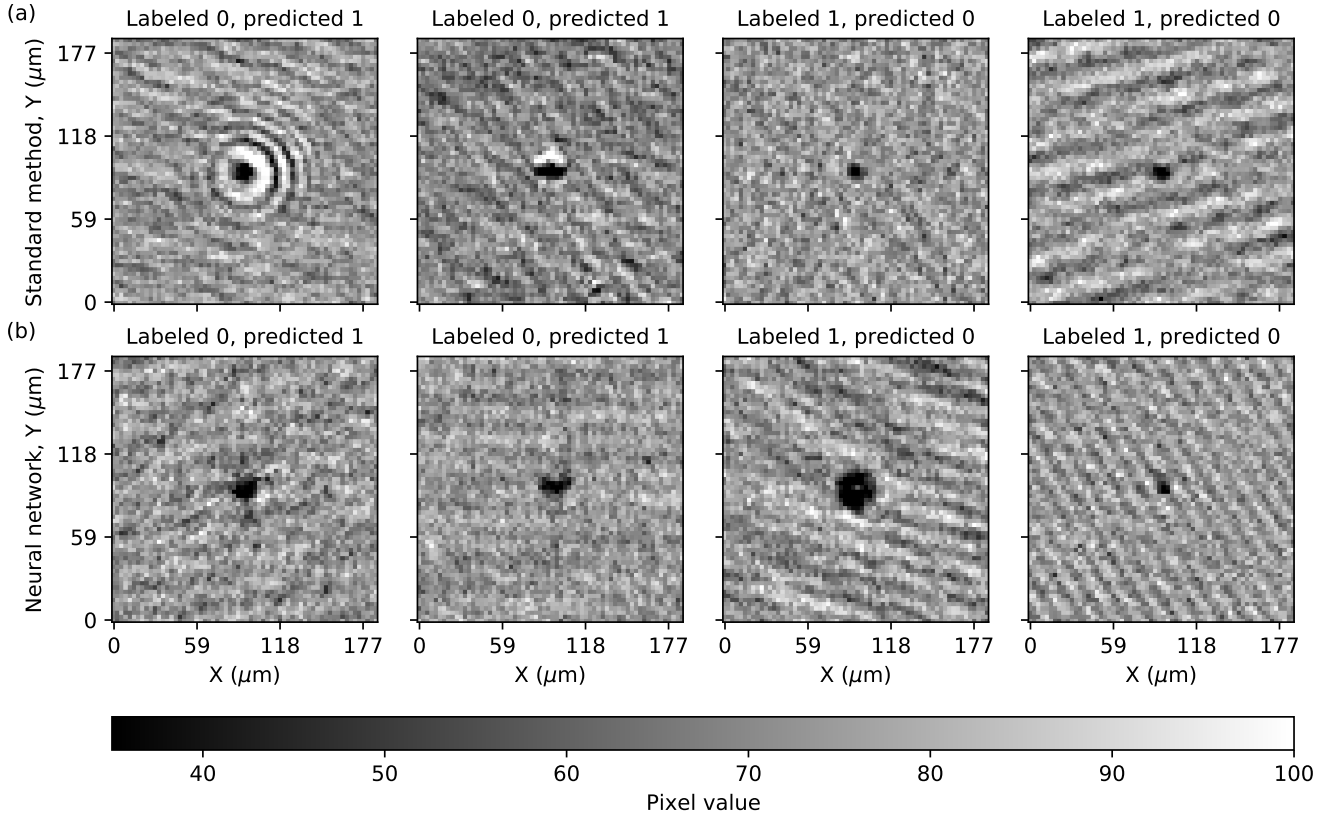 (a)
Labeled 0, predicted 1
Labeled 0, predicted 1
Labeled 1, predicted 0
Labeled 1, predicted 0
Standard method, Y (μm)
177
118
59
0
(b)
Labeled 0, predicted 1
Labeled 0, predicted 1
Labeled 1, predicted 0
Labeled 1, predicted 0
Neural network, Y (μm)
177
118
59
0
0 59 118 177
0 59 118 177
0 59 118 177
0 59 118 177
X (μm)
X (μm)
X (μm)
X (μm)
40 50 60 70 80 90 100
Pixel value